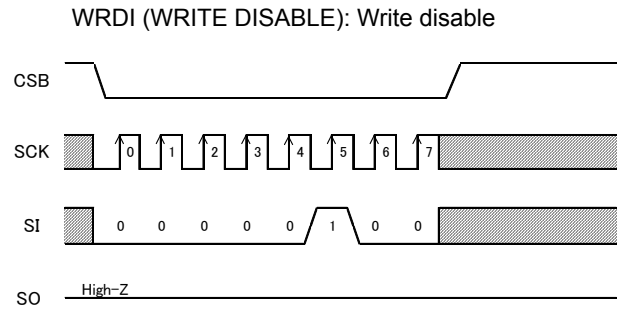 WRDI (WRITE DISABLE): Write disable
CSB
SCK 0 1 2 3 4 5 6 7
SI 0 0 0 0 0 1 0 0
High-Z
SO